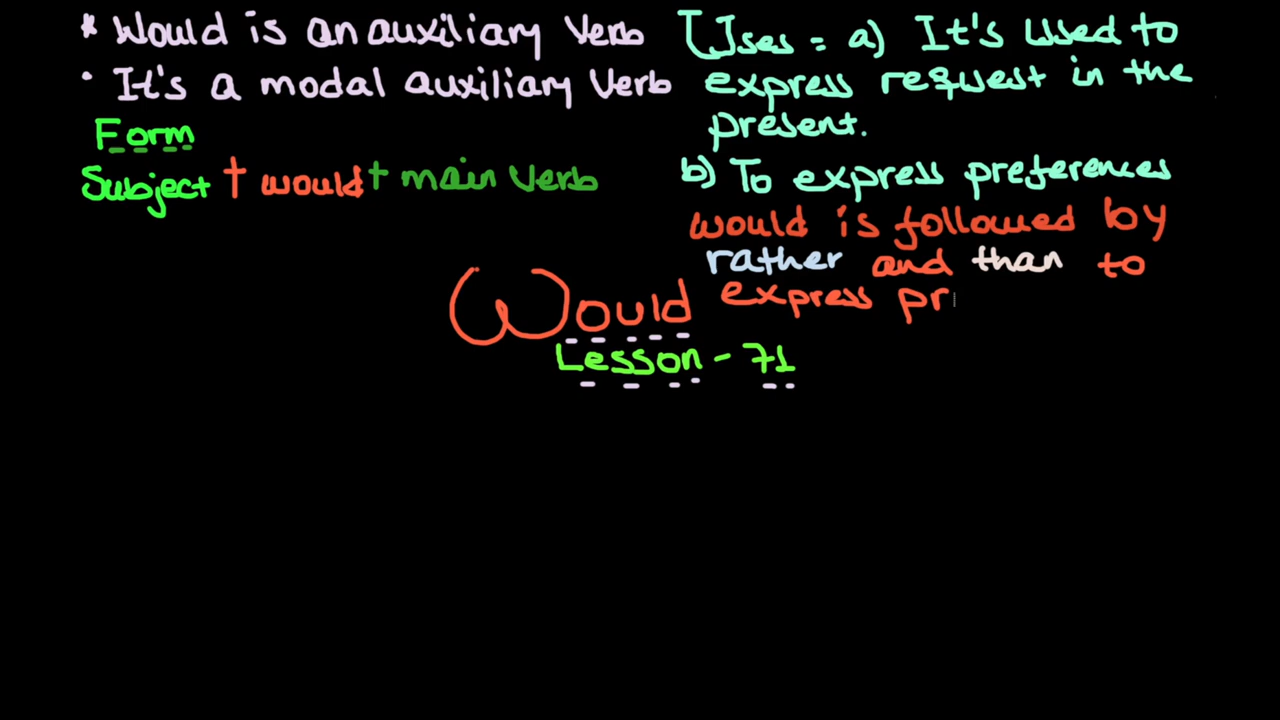 * Would is an auxiliary Verb
• It's a modal auxiliary Verb
Form
Subject + would + main Verb
Uses = a) It's used to
express request in the
present.
b) To express preferences
would is followed by
rather and than to
express pr
Would
Lesson - 71